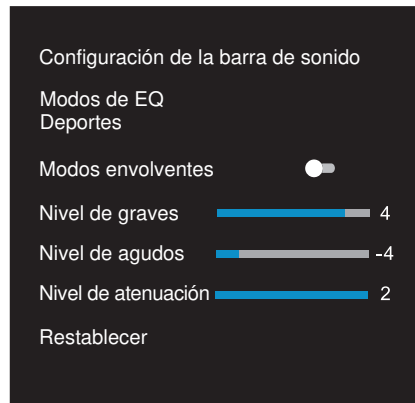 Configuración de la barra de sonido
Modos de EQ
Deportes
Modos envolventes
Nivel de graves 4
Nivel de agudos -4
Nivel de atenuación 2
Restablecer